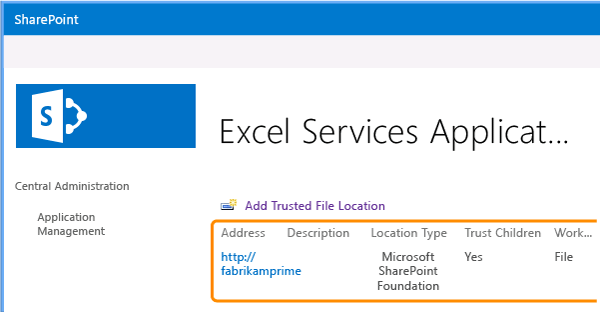 SharePoint
S
Excel Services Applicat...
Central Administration
Application
Management
Add Trusted File Location
Address Description Location Type Trust Children Work...
http:// Microsoft Yes File
fabrikamprime SharePoint
Foundation